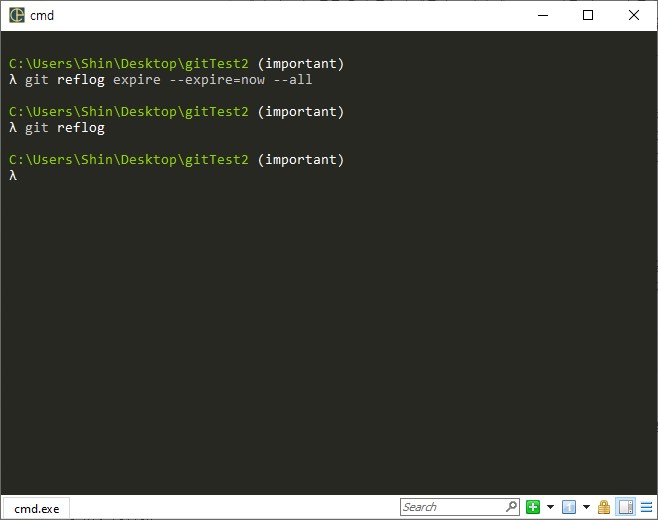 cmd
C:\Users\Shin\Desktop\gitTest2 (important)
λ git reflog expire --expire=now --all
C:\Users\Shin\Desktop\gitTest2 (important)
λ git reflog
C:\Users\Shin\Desktop\gitTest2 (important)
λ
cmd.exe
Search